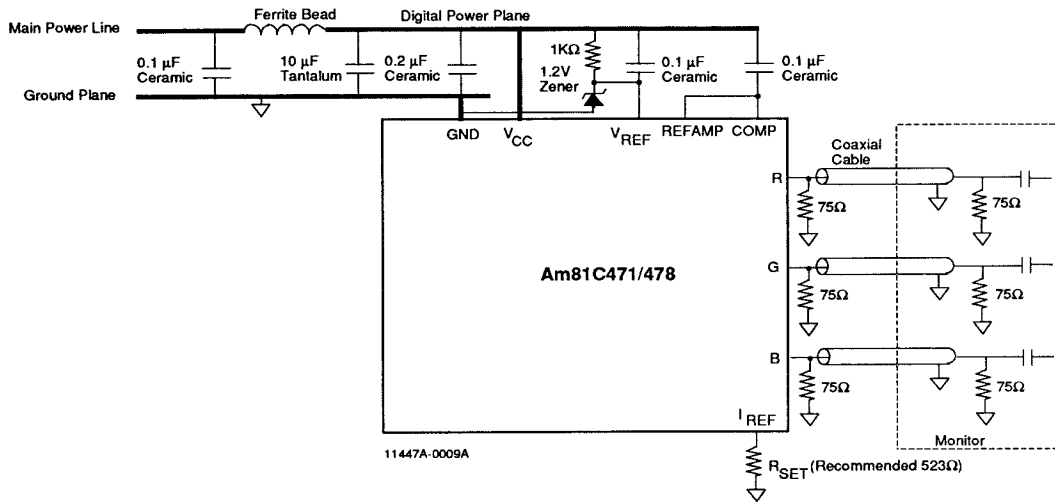 Ferrite Bead
Digital Power Plane
Main Power Line
0.1 µF
Ceramic
10 µF
Tantalum
0.2 µF
Ceramic
1KΩ
1.2V
Zener
0.1 µF
Ceramic
0.1 µF
Ceramic
Ground Plane
GND
VCC
VREF
REFAMP
COMP
Coaxial
Cable
R
75Ω
75Ω
Am81C471/478
G
75Ω
75Ω
B
75Ω
75Ω
IREF
Monitor
11447A-0009A
RSET (Recommended 523Ω)